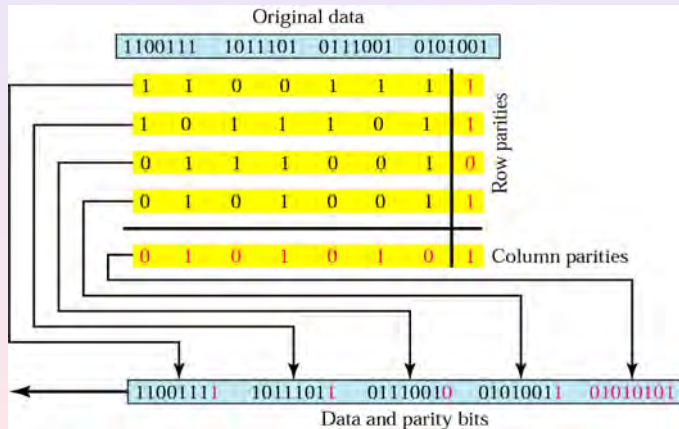 Original data
1100111 1011101 0111001 0101001
1 1 0 0 1 1 1 1
1 0 1 1 1 0 1 1
0 1 1 1 0 0 1 0
0 1 0 1 0 0 1 1
Row parities
0 1 0 1 0 1 0 1
Column parities
11001111 10111011 01110010 01010011 01010101
Data and parity bits